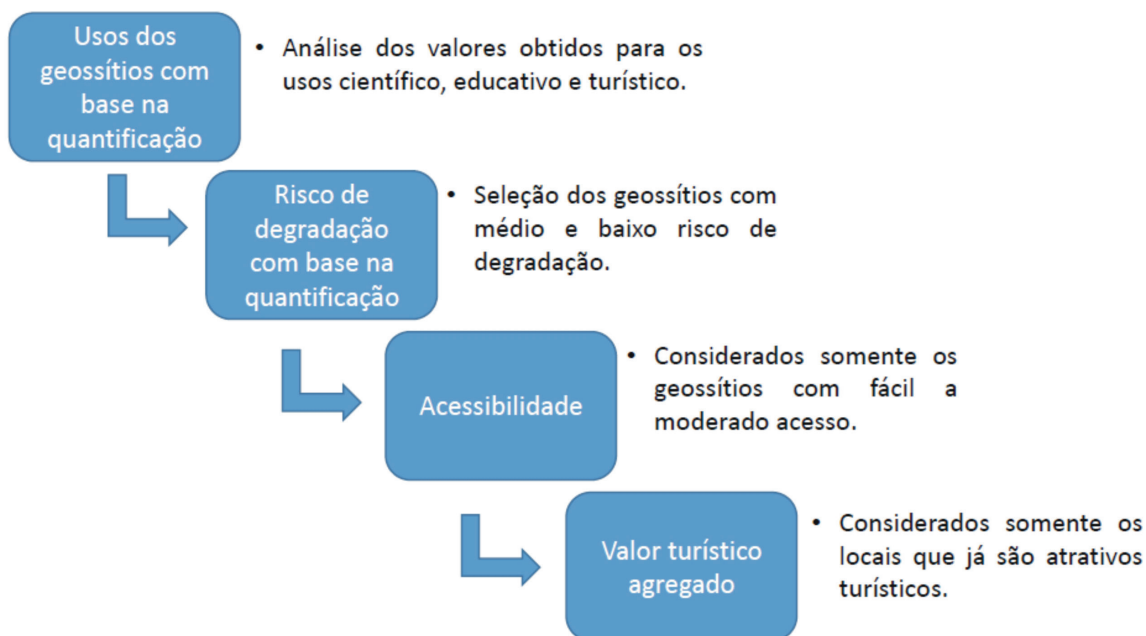 Usos dos
geossítios com
base na
quantificação
• Análise dos valores obtidos para os
usos científico, educativo e turístico.
Risco de
degradação
com base na
quantificação
• Seleção dos geossítios com
médio e baixo risco de
degradação.
Acessibilidade
• Considerados somente os
geossítios com fácil a
moderado acesso.
Valor turístico
agregado
• Considerados somente os
locais que já são atrativos
turísticos.